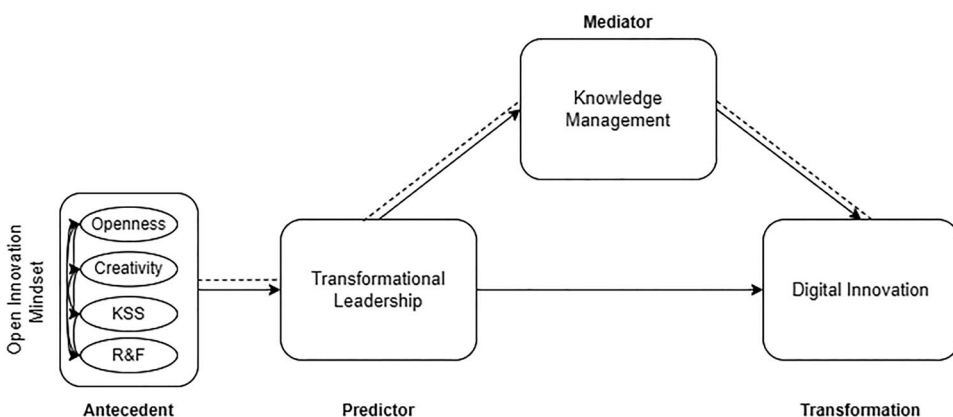 Mediator
Knowledge
Management
Open Innovation
Mindset
Openness
Creativity
KSS
R&F
Transformational
Leadership
Digital Innovation
Antecedent
Predictor
Transformation